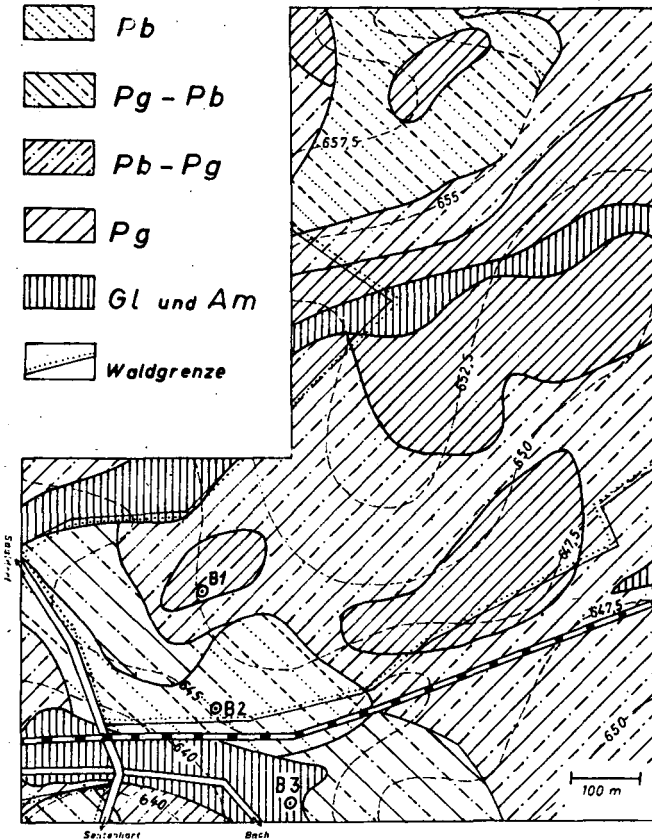 Pb
Pg - Pb
Pb - Pg
Pg
Gl und Am
Waldgrenze
657,5
655
652,5
650
647,5
647,5
B1
645
B2
650
640
B3
640
100 m
Sentenhart
Bach